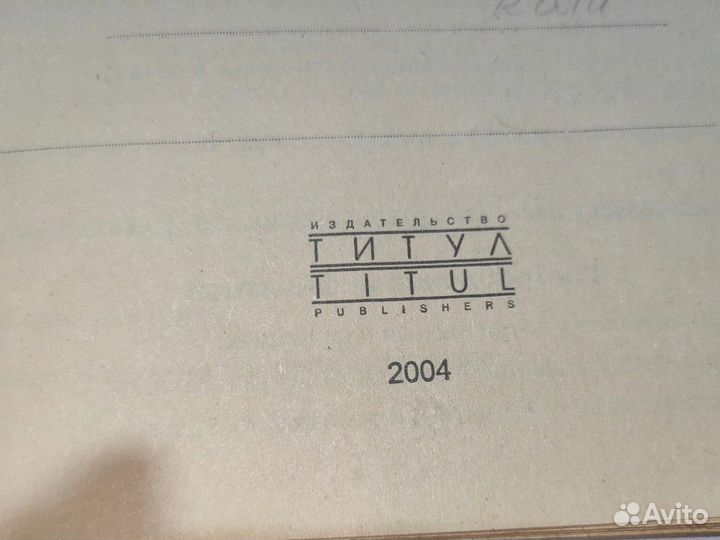 ИЗДАТЕЛЬСТВО
ТИТУЛ
TITUL
PUBLISHERS
2004
Avito